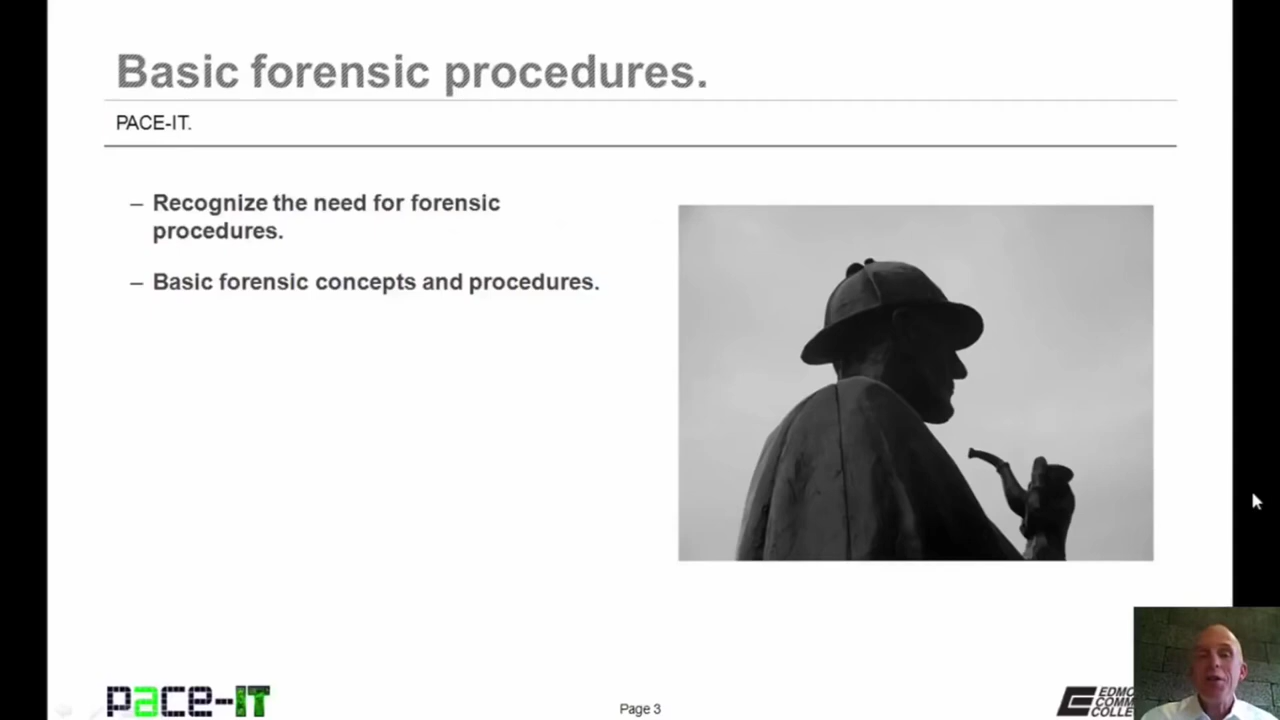 Basic forensic procedures.
PACE-IT.
– Recognize the need for forensic
procedures.
– Basic forensic concepts and procedures.
pace-IT
Page 3
COLLE